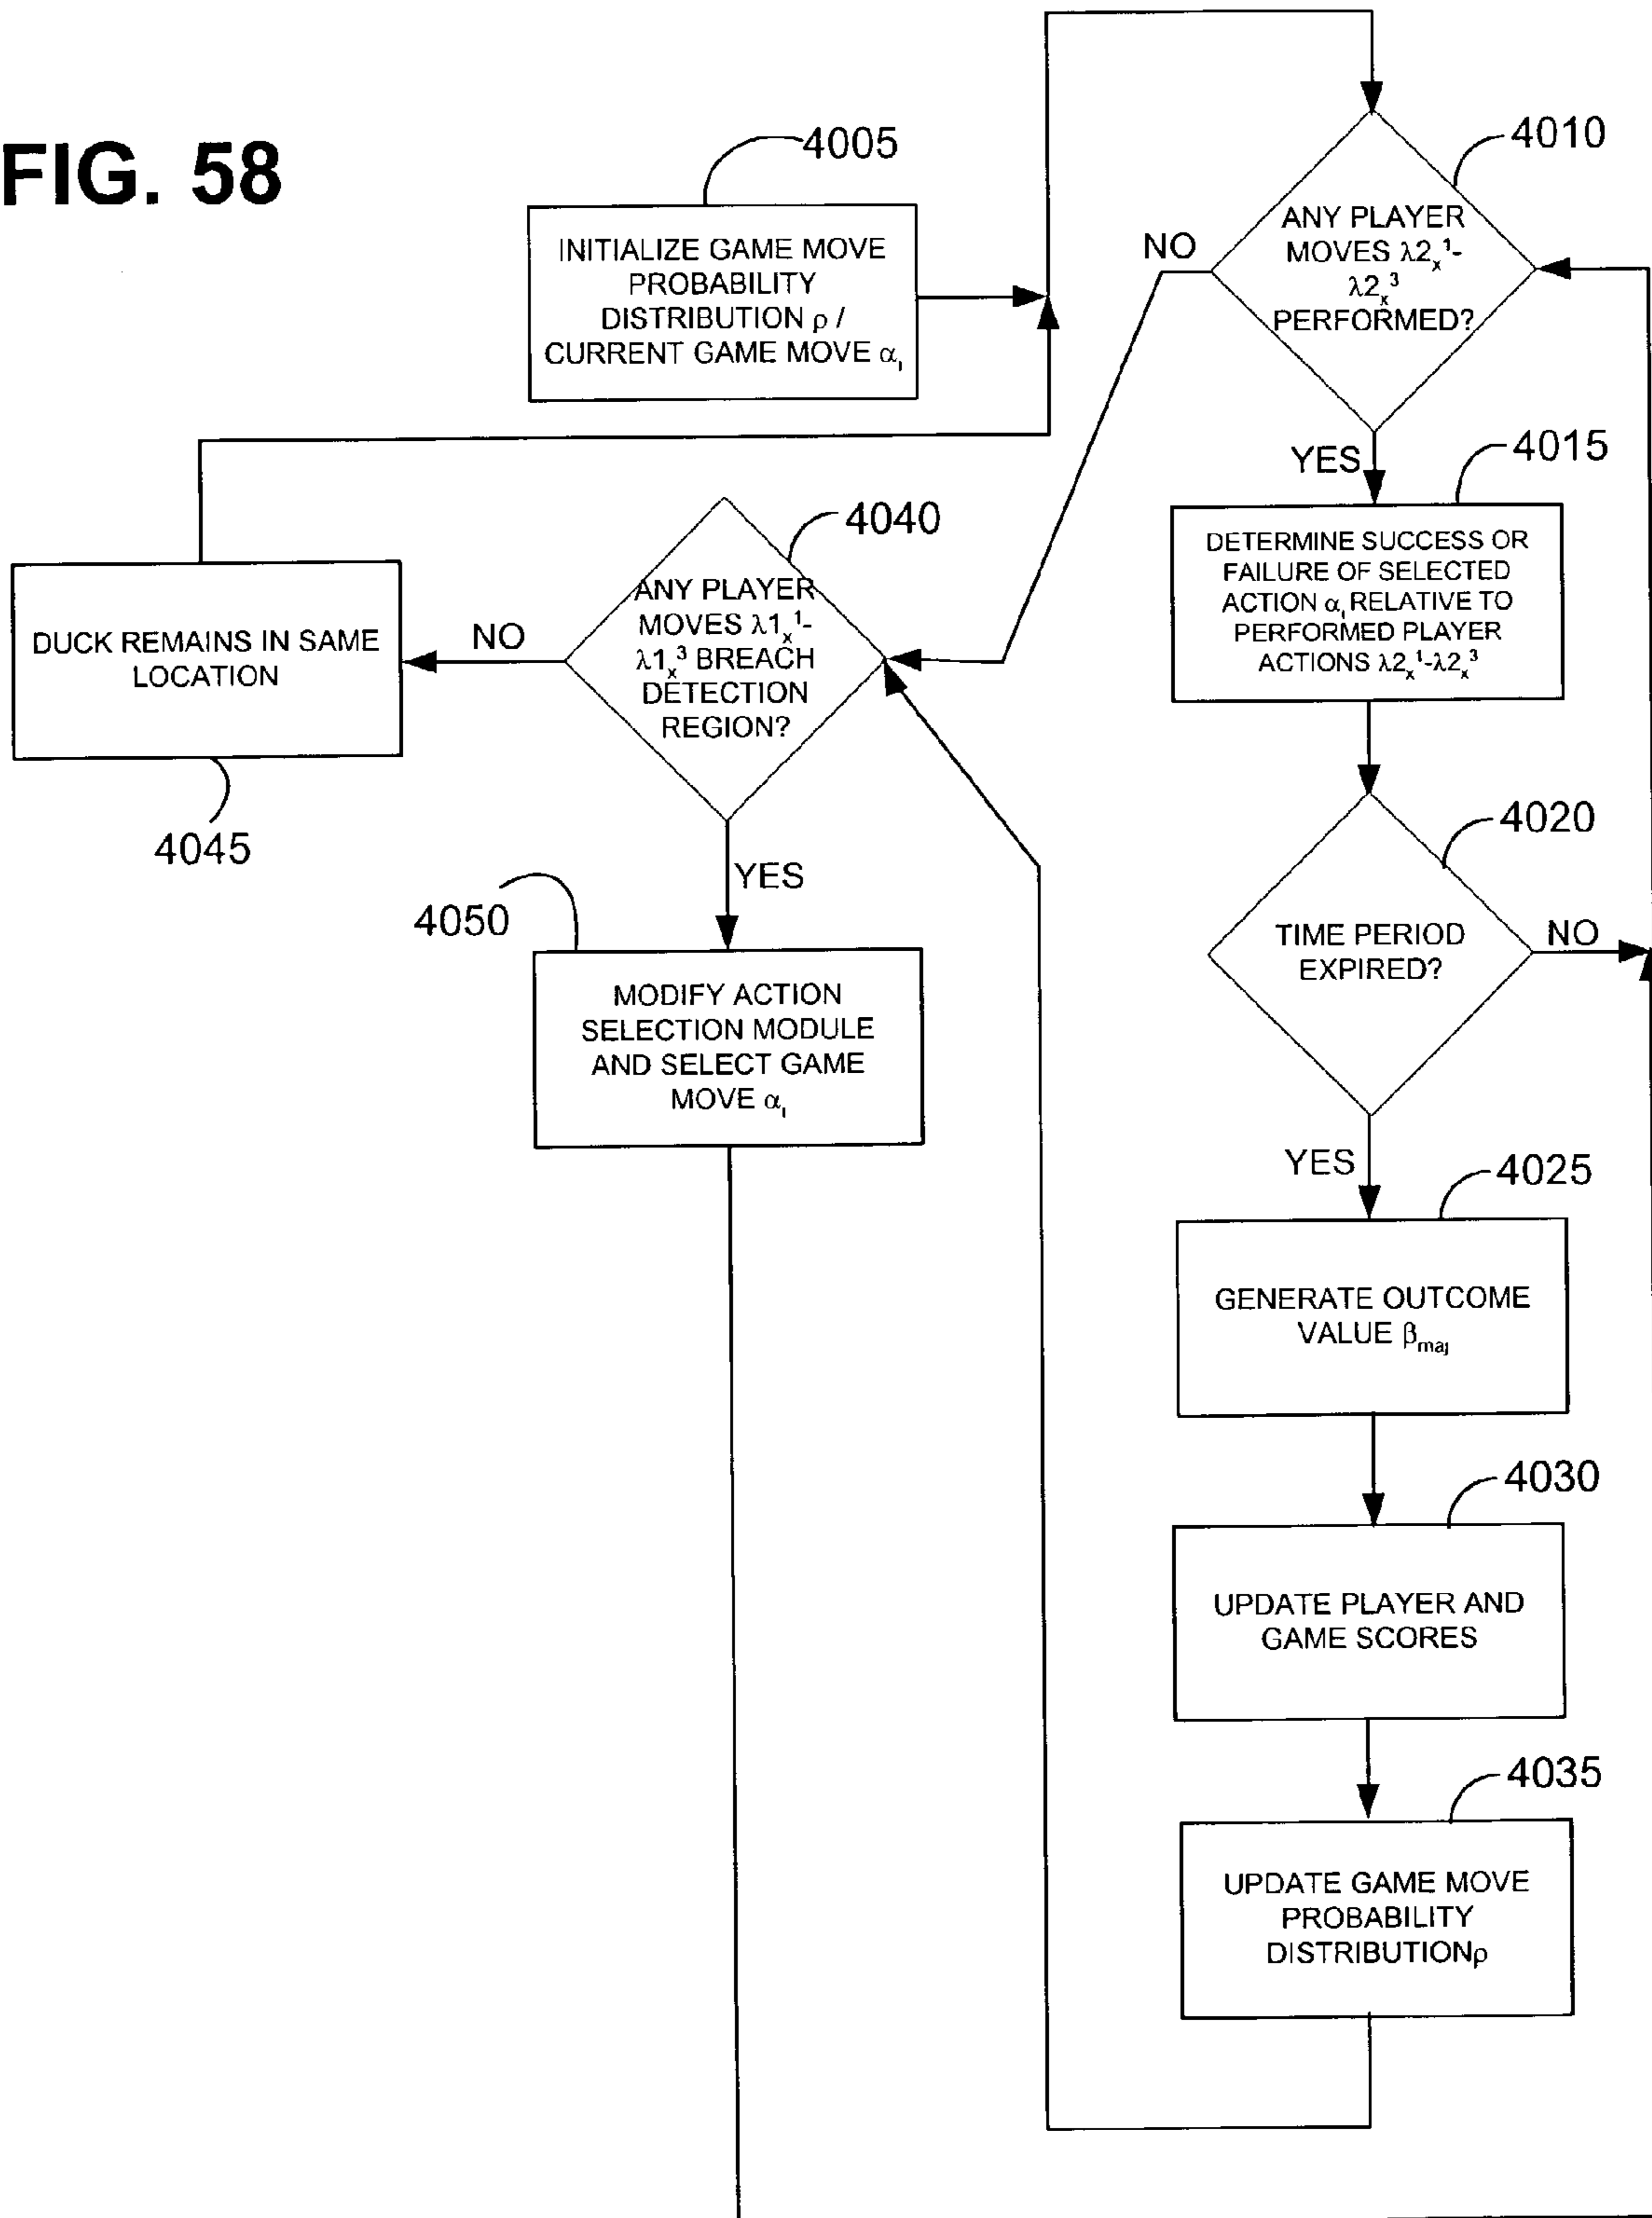 FIG. 58
4005
INITIALIZE GAME MOVE
PROBABILITY
DISTRIBUTION ρ /
CURRENT GAME MOVE αᵢ
4010
ANY PLAYER
MOVES λ2ₓ¹-
λ2ₓ³
PERFORMED?
NO
YES
4015
DETERMINE SUCCESS OR
FAILURE OF SELECTED
ACTION αᵢ RELATIVE TO
PERFORMED PLAYER
ACTIONS λ2ₓ¹-λ2ₓ³
4040
ANY PLAYER
MOVES λ1ₓ¹-
λ1ₓ³ BREACH
DETECTION
REGION?
NO
DUCK REMAINS IN SAME
LOCATION
4045
YES
4050
MODIFY ACTION
SELECTION MODULE
AND SELECT GAME
MOVE αᵢ
4020
TIME PERIOD
EXPIRED?
NO
YES
4025
GENERATE OUTCOME
VALUE βmaj
4030
UPDATE PLAYER AND
GAME SCORES
4035
UPDATE GAME MOVE
PROBABILITY
DISTRIBUTIONρ